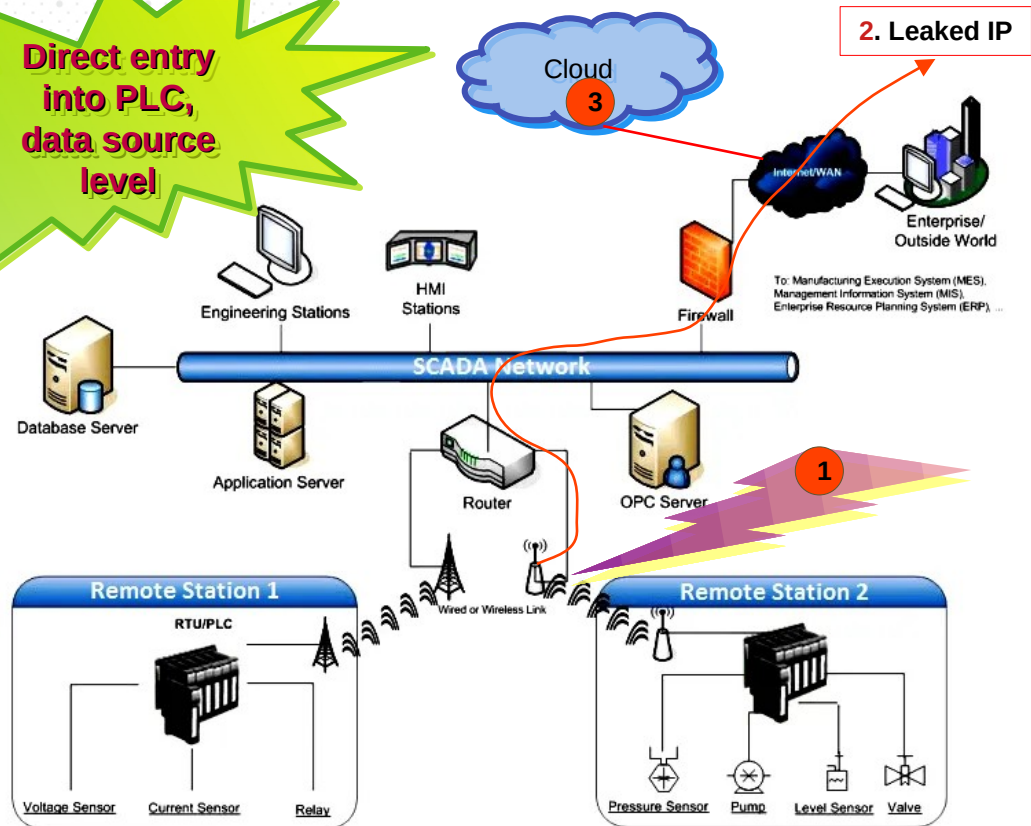 Direct entry
into PLC,
data source
level
Cloud
3
2. Leaked IP
Internet/WAN
Enterprise/
Outside World
To: Manufacturing Execution System (MES),
Management Information System (MIS),
Enterprise Resource Planning System (ERP), ...
Engineering Stations
HMI
Stations
Firewall
SCADA Network
Database Server
Application Server
Router
OPC Server
1
Wired or Wireless Link
Remote Station 1
RTU/PLC
Voltage Sensor
Current Sensor
Relay
Remote Station 2
Pressure Sensor
Pump
Level Sensor
Valve